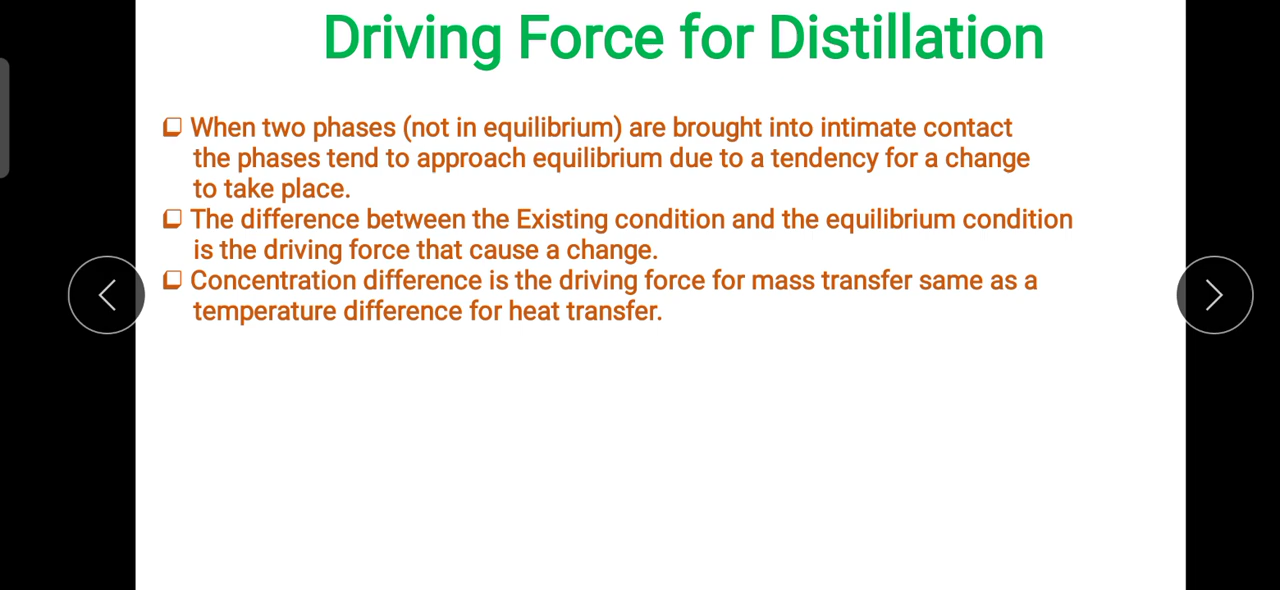 Driving Force for Distillation
❑ When two phases (not in equilibrium) are brought into intimate contact
the phases tend to approach equilibrium due to a tendency for a change
to take place.
❑ The difference between the Existing condition and the equilibrium condition
is the driving force that cause a change.
❑ Concentration difference is the driving force for mass transfer same as a
temperature difference for heat transfer.